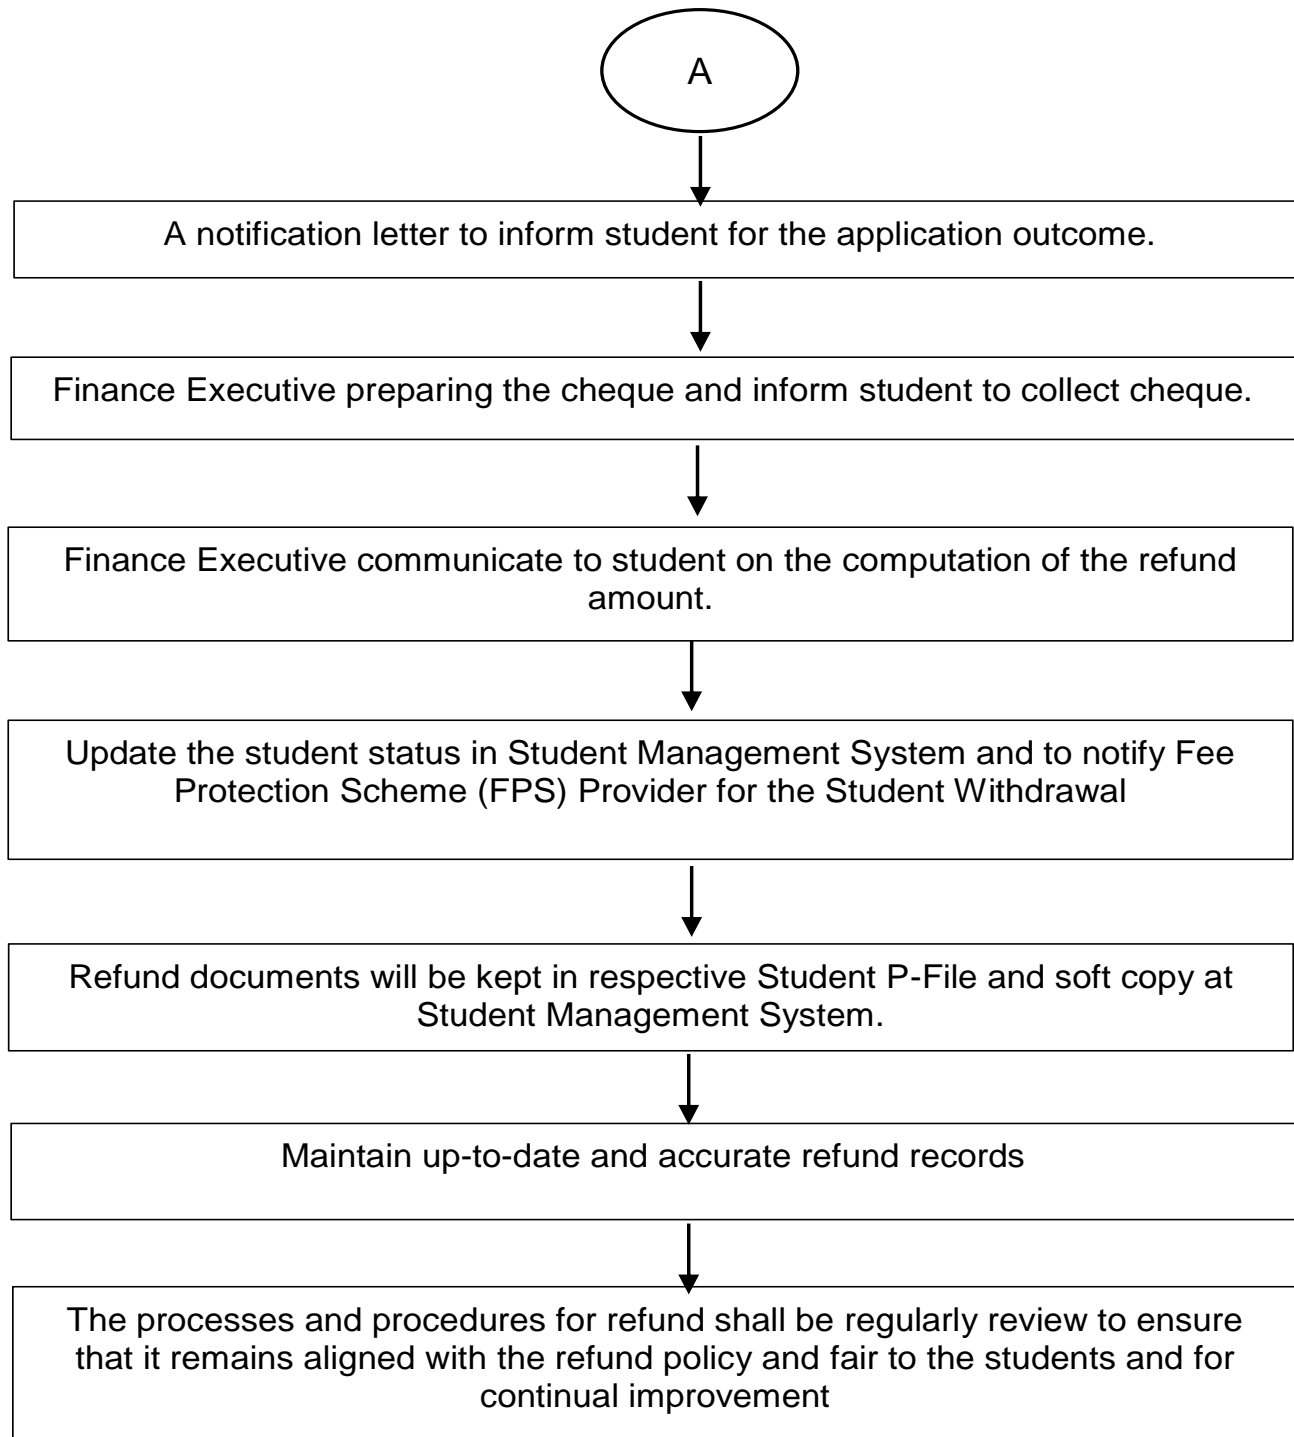 A
A notification letter to inform student for the application outcome.
Finance Executive preparing the cheque and inform student to collect cheque.
Finance Executive communicate to student on the computation of the refund
amount.
Update the student status in Student Management System and to notify Fee
Protection Scheme (FPS) Provider for the Student Withdrawal
Refund documents will be kept in respective Student P-File and soft copy at
Student Management System.
Maintain up-to-date and accurate refund records
The processes and procedures for refund shall be regularly review to ensure
that it remains aligned with the refund policy and fair to the students and for
continual improvement